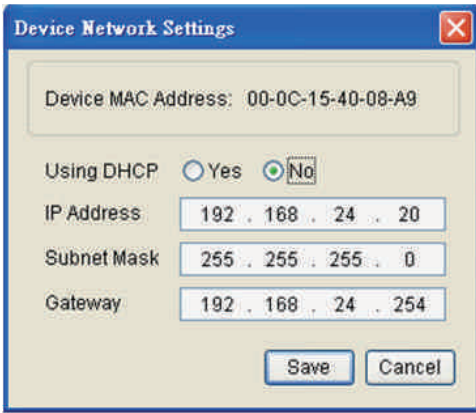 Device Network Settings
Device MAC Address: 00-0C-15-40-08-A9
Using DHCP Yes No
IP Address 192 . 168 . 24 . 20
Subnet Mask 255 . 255 . 255 . 0
Gateway 192 . 168 . 24 . 254
Save Cancel